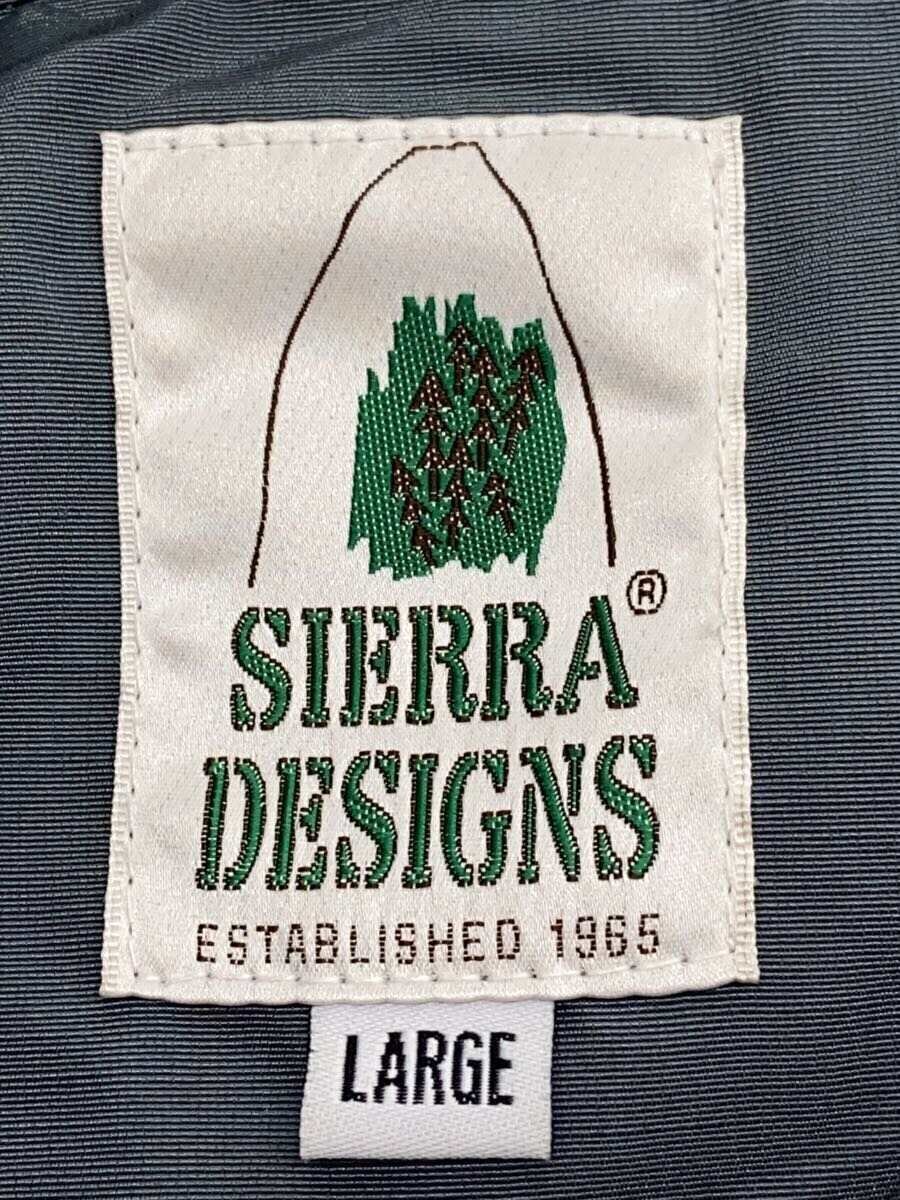 SIERRA®
DESIGNS
ESTABLISHED 1965
LARGE